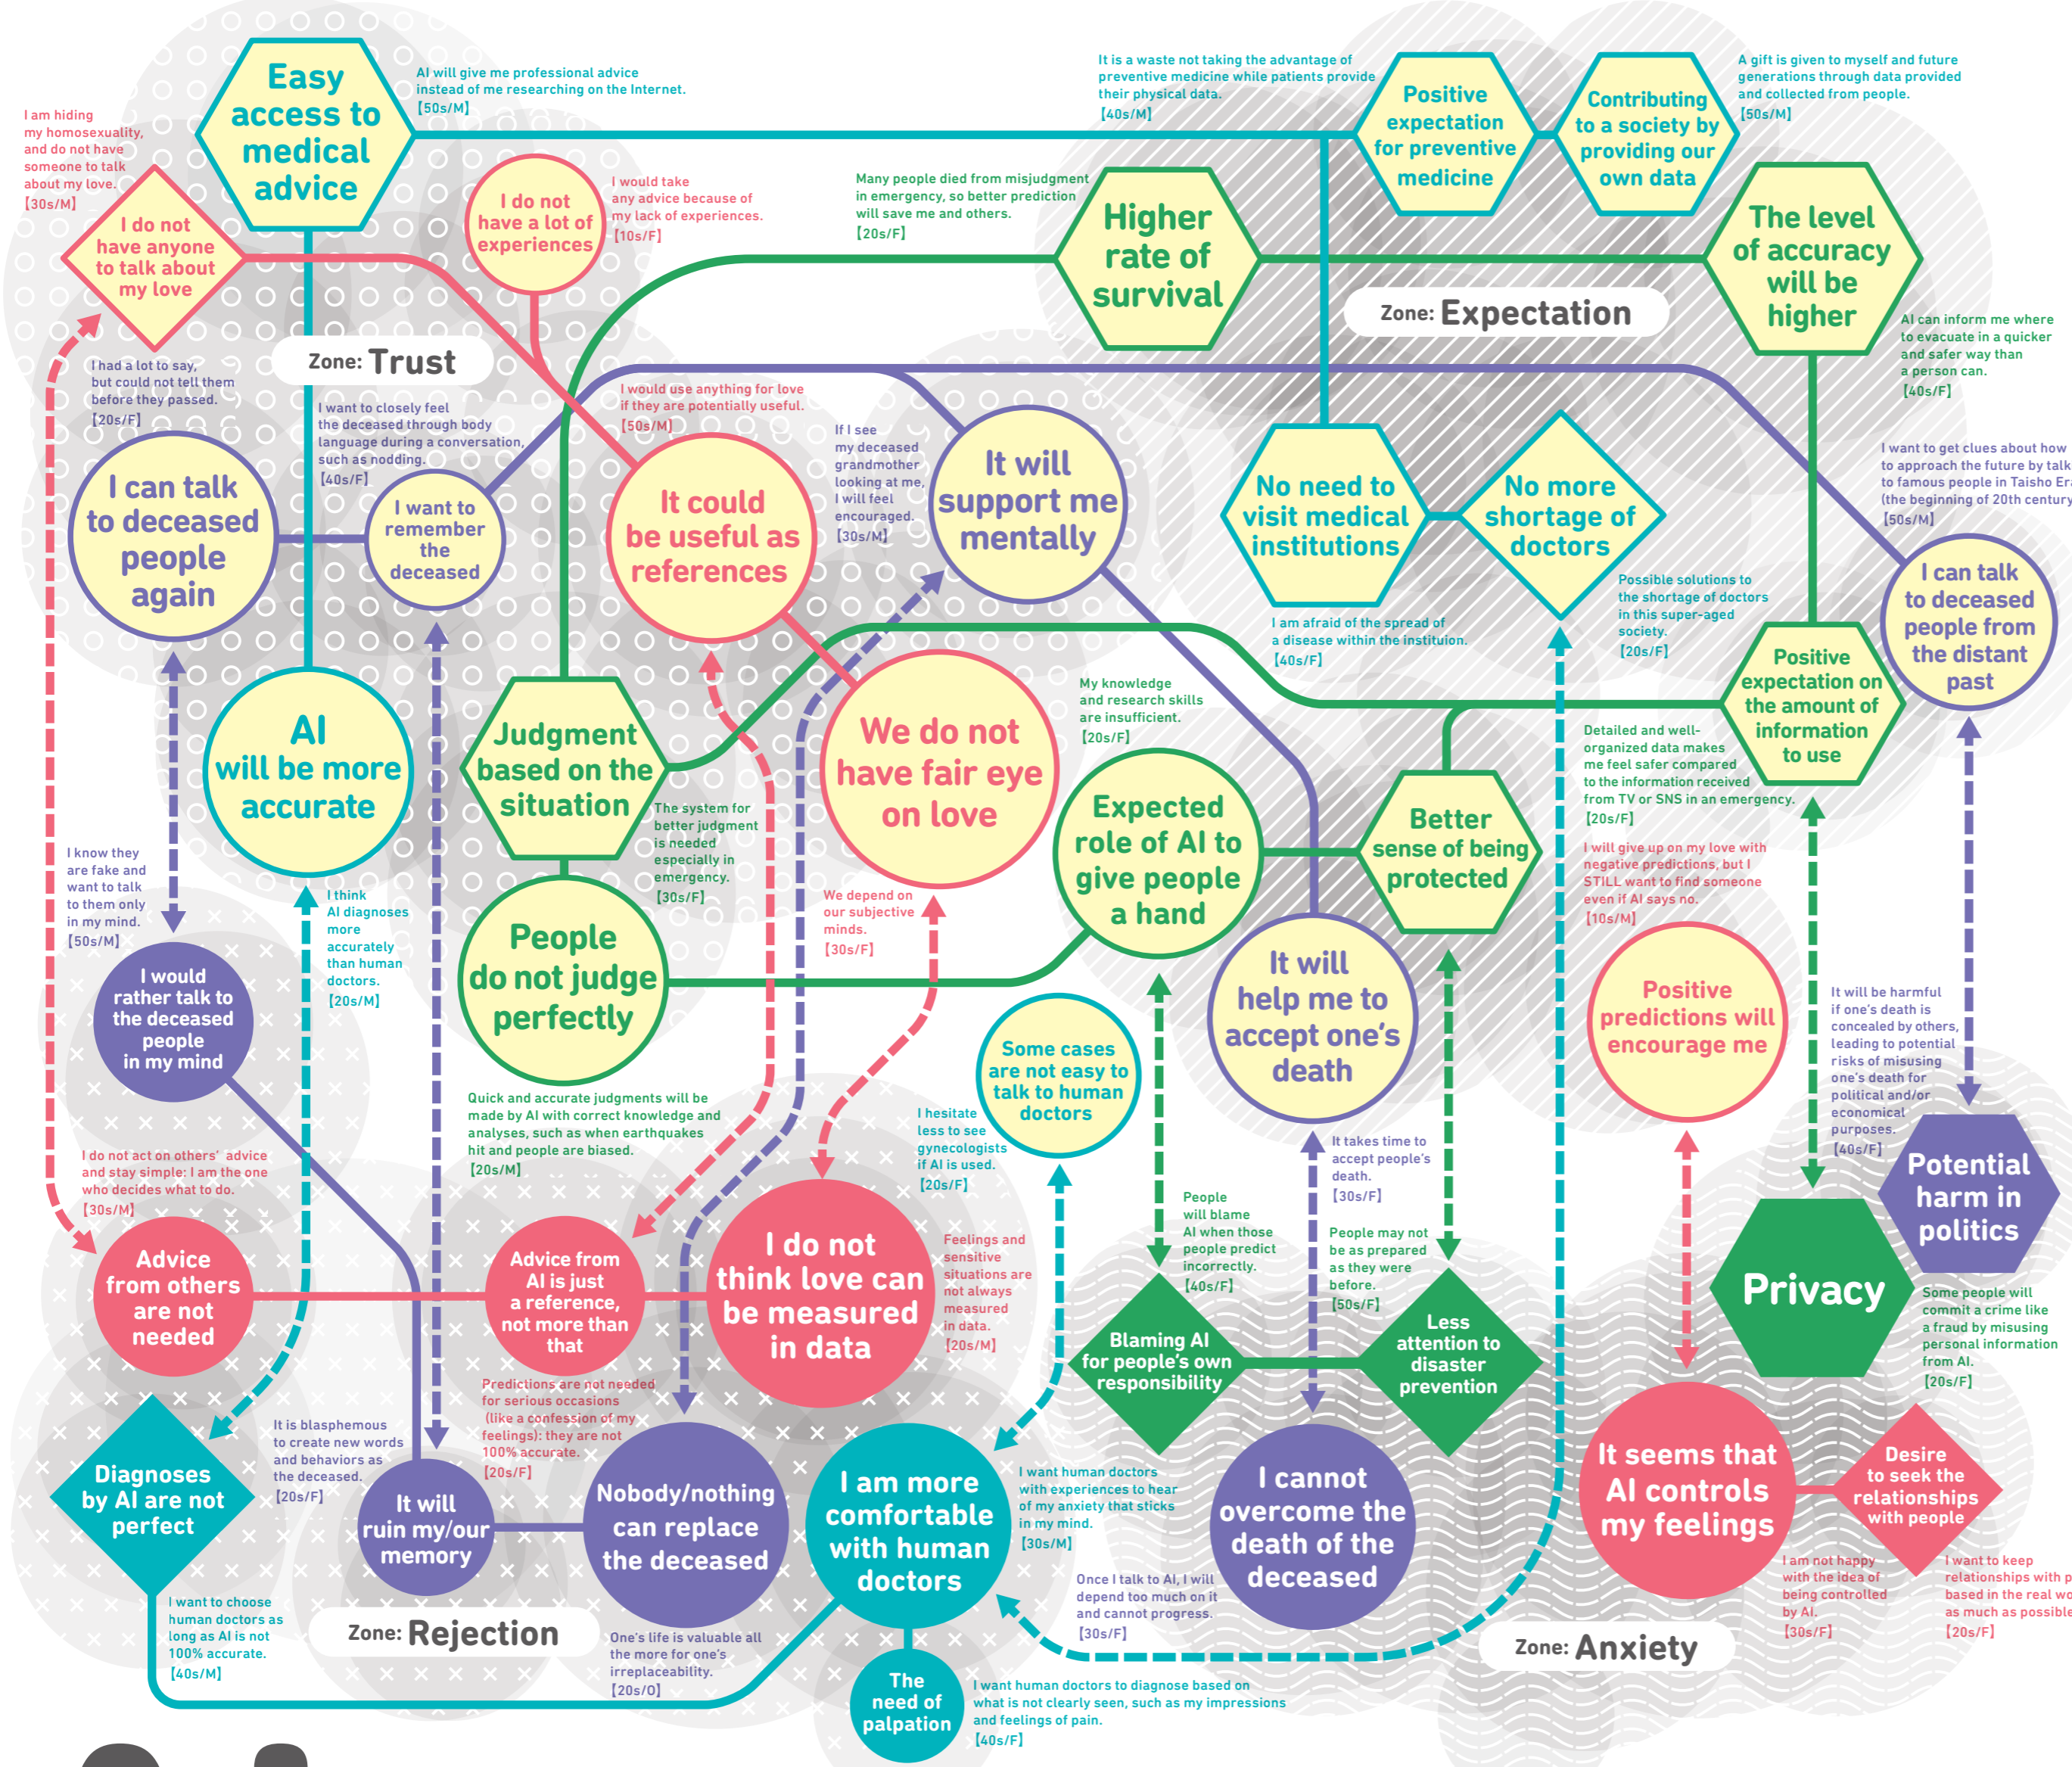 Easy
access to
medical
advice
AI will give me professional advice
instead of me researching on the Internet.
【50s/M】
It is a waste not taking the advantage of
preventive medicine while patients provide
their physical data.
【40s/M】
Positive
expectation
for preventive
medicine
Contributing
to a society by
providing our
own data
A gift is given to myself and future
generations through data provided
and collected from people.
【50s/M】
I am hiding
my homosexuality,
and do not have
someone to talk
about my love.
【30s/M】
I do not
have anyone
to talk about
my love
I do not
have a lot of
experiences
I would take
any advice because of
my lack of experiences.
【10s/F】
Many people died from misjudgment
in emergency, so better prediction
will save me and others.
【20s/F】
Higher
rate of
survival
The level
of accuracy
will be
higher
Zone: Expectation
AI can inform me where
to evacuate in a quicker
and safer way than
a person can.
【40s/F】
Zone: Trust
I had a lot to say,
but could not tell them
before they passed.
【20s/F】
I want to closely feel
the deceased through body
language during a conversation,
such as nodding.
【40s/F】
I would use anything for love
if they are potentially useful.
【50s/M】
If I see
my deceased
grandmother
looking at me,
I will feel
encouraged.
【30s/M】
I can talk
to deceased
people
again
I want to
remember
the
deceased
It could
be useful as
references
It will
support me
mentally
No need to
visit medical
institutions
No more
shortage of
doctors
I want to get clues about how
to approach the future by talk
to famous people in Taisho Er
(the beginning of 20th century
【50s/M】
I can talk
to deceased
people from
the distant
past
I am afraid of the spread of
a disease within the instituion.
【40s/F】
Possible solutions to
the shortage of doctors
in this super-aged
society.
【20s/F】
AI
will be more
accurate
Judgment
based on the
situation
The system for
better judgment
is needed
especially in
emergency.
【30s/F】
We do not
have fair eye
on love
My knowledge
and research skills
are insufficient.
【20s/F】
Positive
expectation on
the amount of
information
to use
Detailed and well-
organized data makes
me feel safer compared
to the information received
from TV or SNS in an emergency.
【20s/F】
Expected
role of AI to
give people
a hand
Better
sense of being
protected
I know they
are fake and
want to talk
to them only
in my mind.
【50s/M】
I think
AI diagnoses
more
accurately
than human
doctors.
【20s/M】
We depend on
our subjective
minds.
【30s/F】
I will give up on my love with
negative predictions, but I
STILL want to find someone
even if AI says no.
【10s/M】
I would
rather talk to
the deceased
people
in my mind
People
do not judge
perfectly
It will
help me to
accept one's
death
Positive
predictions will
encourage me
It will be harmful
if one's death is
concealed by others,
leading to potential
risks of misusing
one's death for
political and/or
economical
purposes.
【40s/F】
Some cases
are not easy to
talk to human
doctors
Quick and accurate judgments will be
made by AI with correct knowledge and
analyses, such as when earthquakes
hit and people are biased.
【20s/M】
I hesitate
less to see
gynecologists
if AI is used.
【20s/F】
It takes time to
accept people's
death.
【30s/F】
I do not act on others' advice
and stay simple: I am the one
who decides what to do.
【30s/M】
Potential
harm in
politics
People
will blame
AI when those
people predict
incorrectly.
【40s/F】
People may not
be as prepared
as they were
before.
【50s/F】
Advice
from others
are not
needed
Advice from
AI is just
a reference,
not more than
that
I do not
think love can
be measured
in data
Feelings and
sensitive
situations are
not always
measured
in data.
【20s/M】
Privacy
Some people will
commit a crime like
a fraud by misusing
personal information
from AI.
【20s/F】
Blaming AI
for people's own
responsibility
Less
attention to
disaster
prevention
Predictions are not needed
for serious occasions
(like a confession of my
feelings): they are not
100% accurate.
【20s/F】
It is blasphemous
to create new words
and behaviors as
the deceased.
【20s/F】
Diagnoses
by AI are not
perfect
It will
ruin my/our
memory
Nobody/nothing
can replace
the deceased
I am more
comfortable
with human
doctors
I want human doctors
with experiences to hear
of my anxiety that sticks
in my mind.
【30s/M】
I cannot
overcome the
death of the
deceased
It seems that
AI controls
my feelings
Desire
to seek the
relationships
with people
I am not happy
with the idea of
being controlled
by AI.
【30s/F】
I want to keep
relationships with p
based in the real wo
as much as possible
【20s/F】
Once I talk to AI, I will
depend too much on it
and cannot progress.
【30s/F】
I want to choose
human doctors as
long as AI is not
100% accurate.
【40s/M】
Zone: Rejection
One's life is valuable all
the more for one's
irreplaceability.
【20s/O】
Zone: Anxiety
The
need of
palpation
I want human doctors to diagnose based on
what is not clearly seen, such as my impressions
and feelings of pain.
【40s/F】